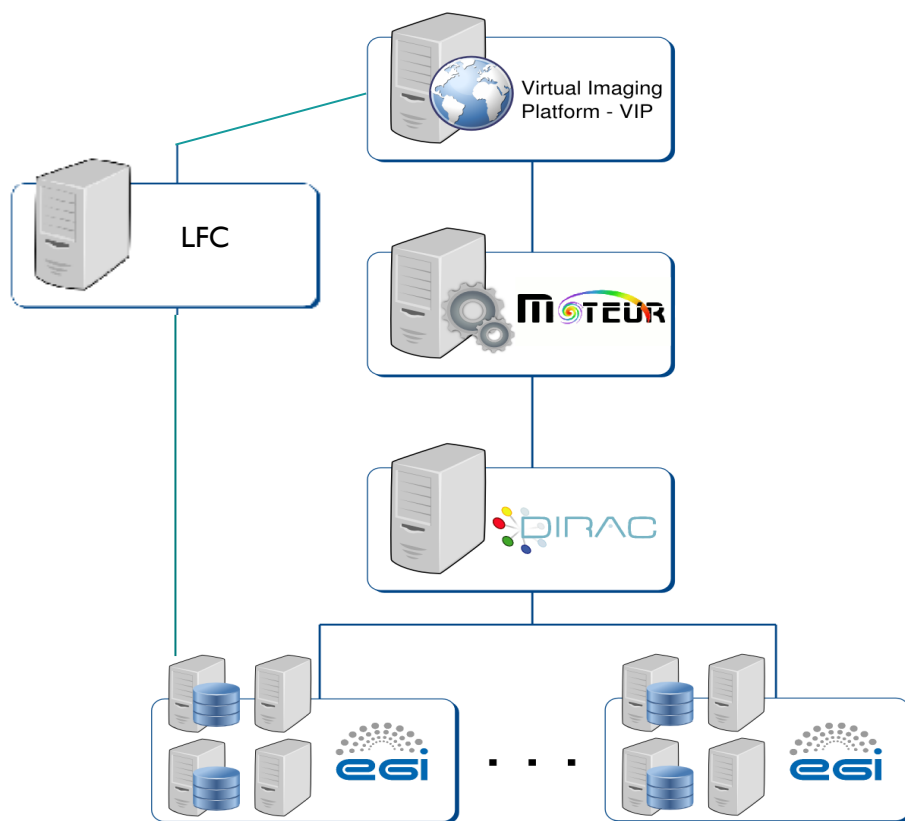 Virtual Imaging
Platform - VIP
LFC
MOTEUR
DIRAC
egi
. . .
egi